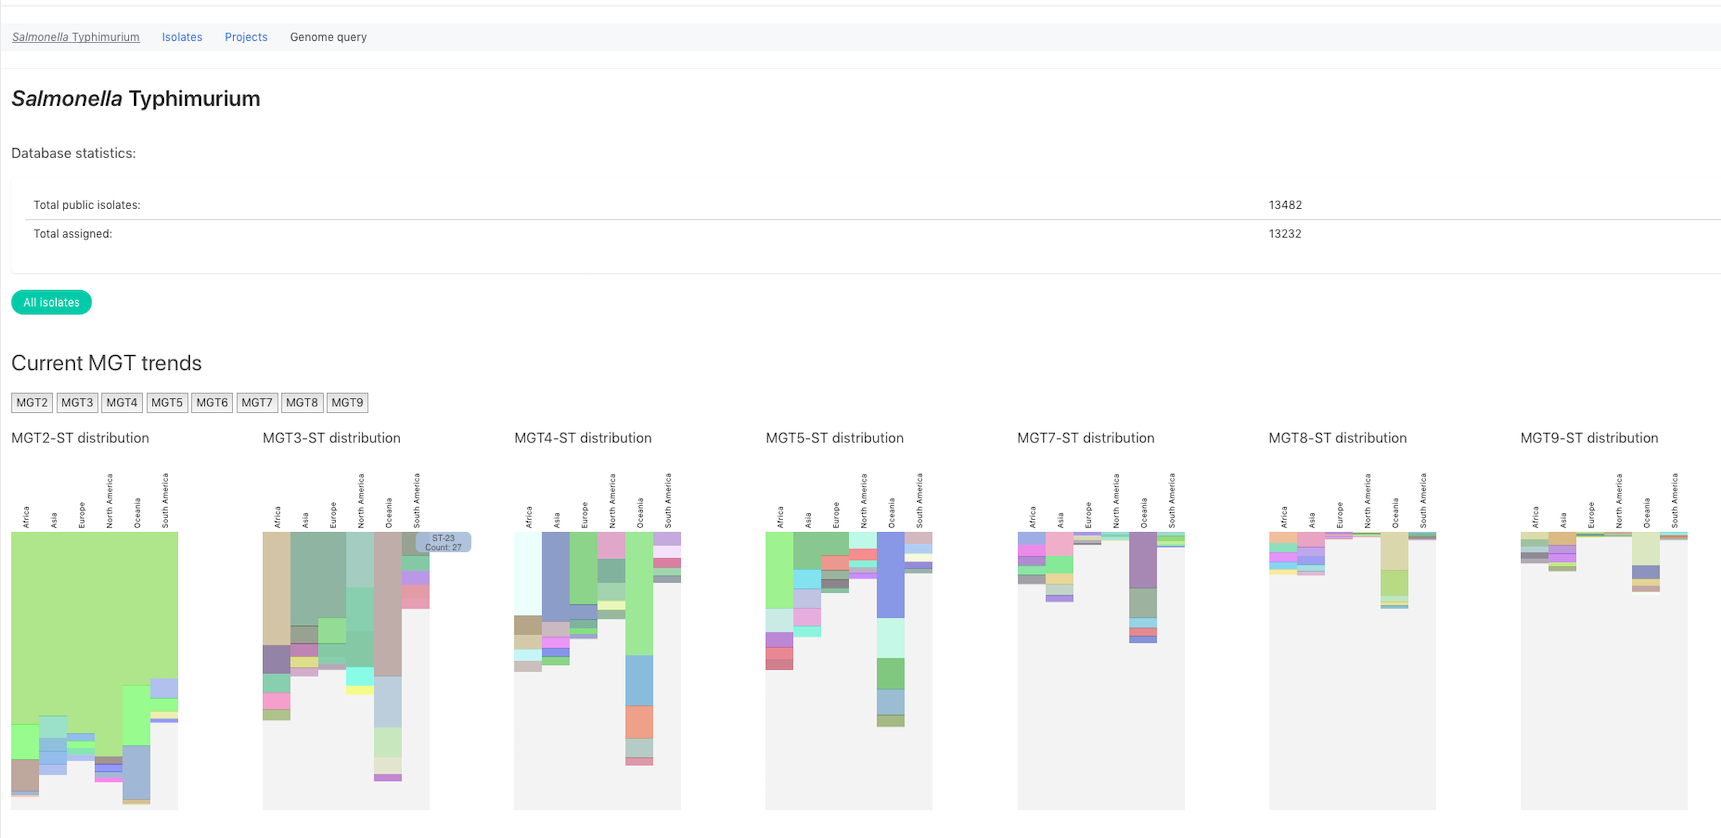 Salmonella Typhimurium Isolates Projects Genome query
Salmonella Typhimurium
Database statistics:
Total public isolates: 13482
Total assigned: 13232
All isolates
Current MGT trends
MGT2 MGT3 MGT4 MGT5 MGT6 MGT7 MGT8 MGT9
MGT2-ST distribution MGT3-ST distribution MGT4-ST distribution MGT5-ST distribution MGT7-ST distribution MGT8-ST distribution MGT9-ST distribution
Africa Asia Europe North America Oceania South America
Africa Asia Europe North America Oceania South America
Africa Asia Europe North America Oceania South America
Africa Asia Europe North America Oceania South America
Africa Asia Europe North America Oceania South America
Africa Asia Europe North America Oceania South America
Africa Asia Europe North America Oceania South America
ST-23
Count: 27